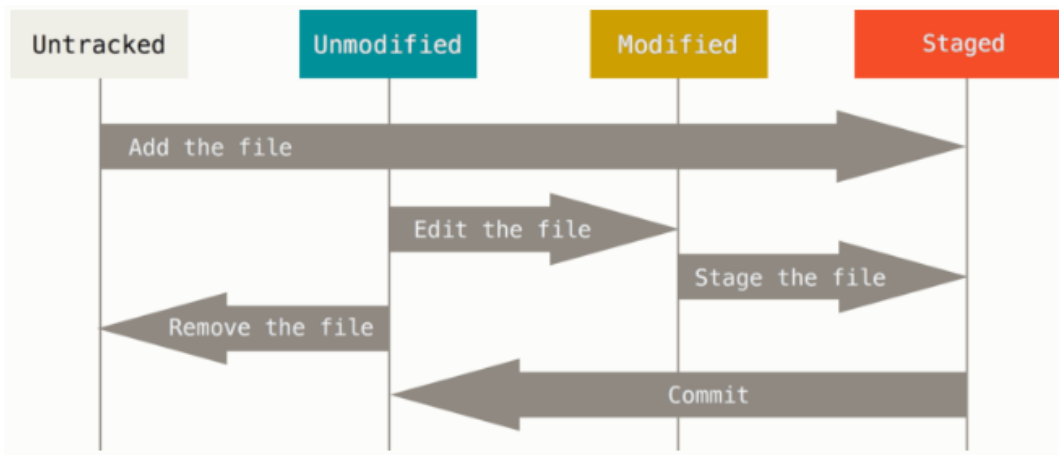 Untracked
Unmodified
Modified
Staged
Add the file
Edit the file
Stage the file
Remove the file
Commit